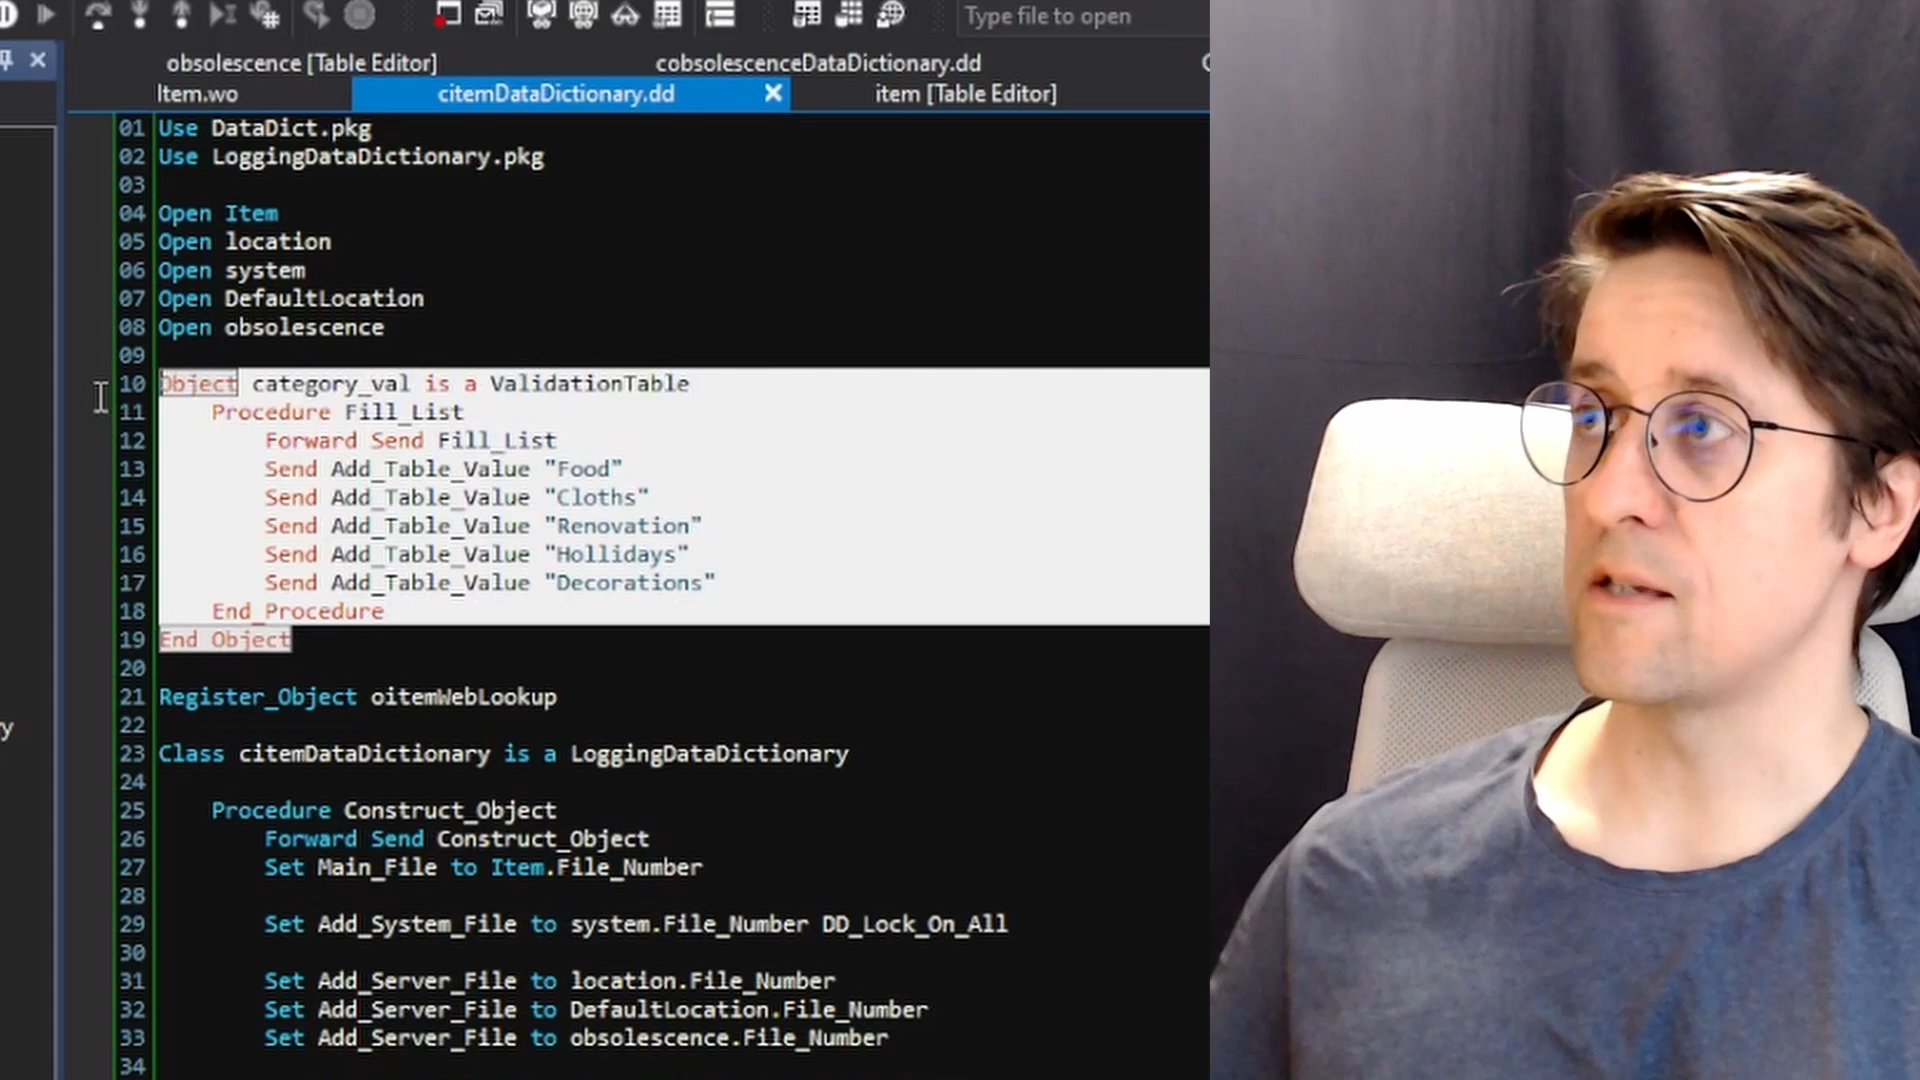 Type file to open
obsolescence [Table Editor]
cobsolescenceDataDictionary.dd
Item.wo
citemDataDictionary.dd
item [Table Editor]
01 Use DataDict.pkg
02 Use LoggingDataDictionary.pkg
03
04 Open Item
05 Open location
06 Open system
07 Open DefaultLocation
08 Open obsolescence
09
10 Object category_val is a ValidationTable
11 Procedure Fill_List
12 Forward Send Fill_List
13 Send Add_Table_Value "Food"
14 Send Add_Table_Value "Cloths"
15 Send Add_Table_Value "Renovation"
16 Send Add_Table_Value "Hollidays"
17 Send Add_Table_Value "Decorations"
18 End_Procedure
19 End_Object
20
21 Register_Object oitemWebLookup
22
23 Class citemDataDictionary is a LoggingDataDictionary
24
25 Procedure Construct_Object
26 Forward Send Construct_Object
27 Set Main_File to Item.File_Number
28
29 Set Add_System_File to system.File_Number DD_Lock_On_All
30
31 Set Add_Server_File to location.File_Number
32 Set Add_Server_File to DefaultLocation.File_Number
33 Set Add_Server_File to obsolescence.File_Number
34